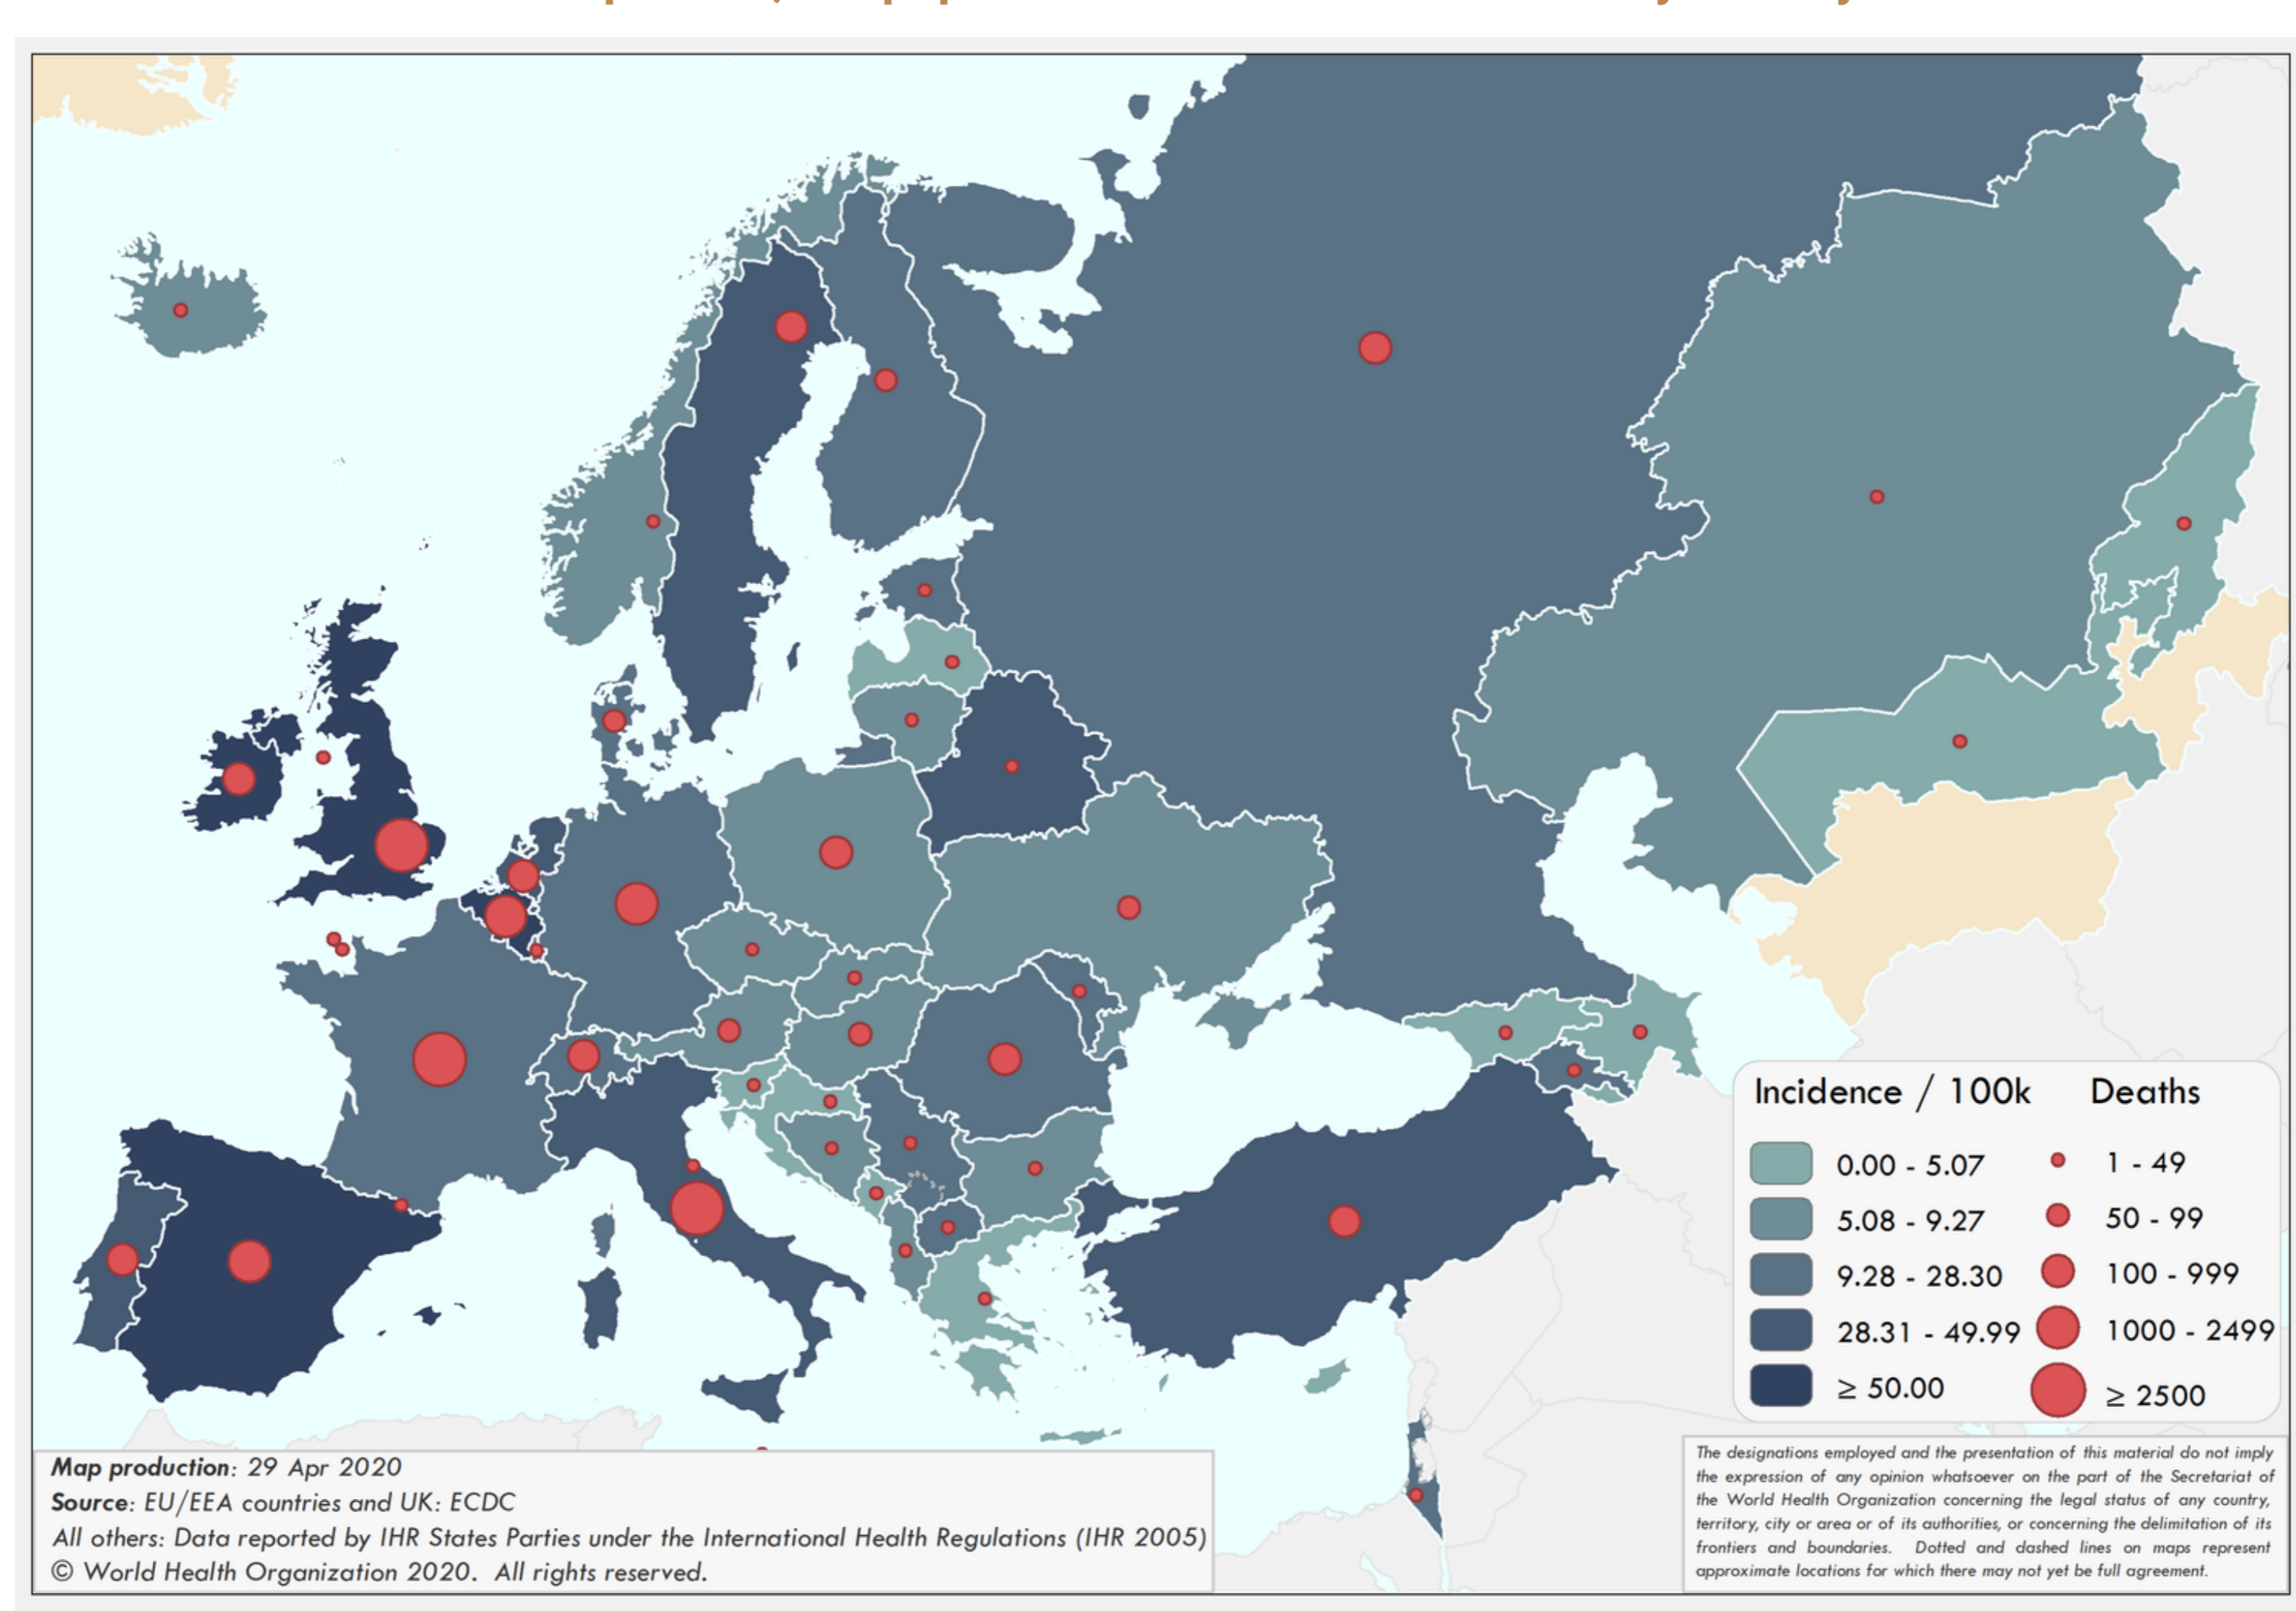 Incidence / 100k Deaths
0.00 - 5.07 1 - 49
5.08 - 9.27 50 - 99
9.28 - 28.30 100 - 999
28.31 - 49.99 1000 - 2499
≥ 50.00 ≥ 2500
Map production: 29 Apr 2020
Source: EU/EEA countries and UK: ECDC
All others: Data reported by IHR States Parties under the International Health Regulations (IHR 2005)
© World Health Organization 2020. All rights reserved.
The designations employed and the presentation of this material do not imply
the expression of any opinion whatsoever on the part of the Secretariat of
the World Health Organization concerning the legal status of any country,
territory, city or area or of its authorities, or concerning the delimitation of its
frontiers and boundaries. Dotted and dashed lines on maps represent
approximate locations for which there may not yet be full agreement.